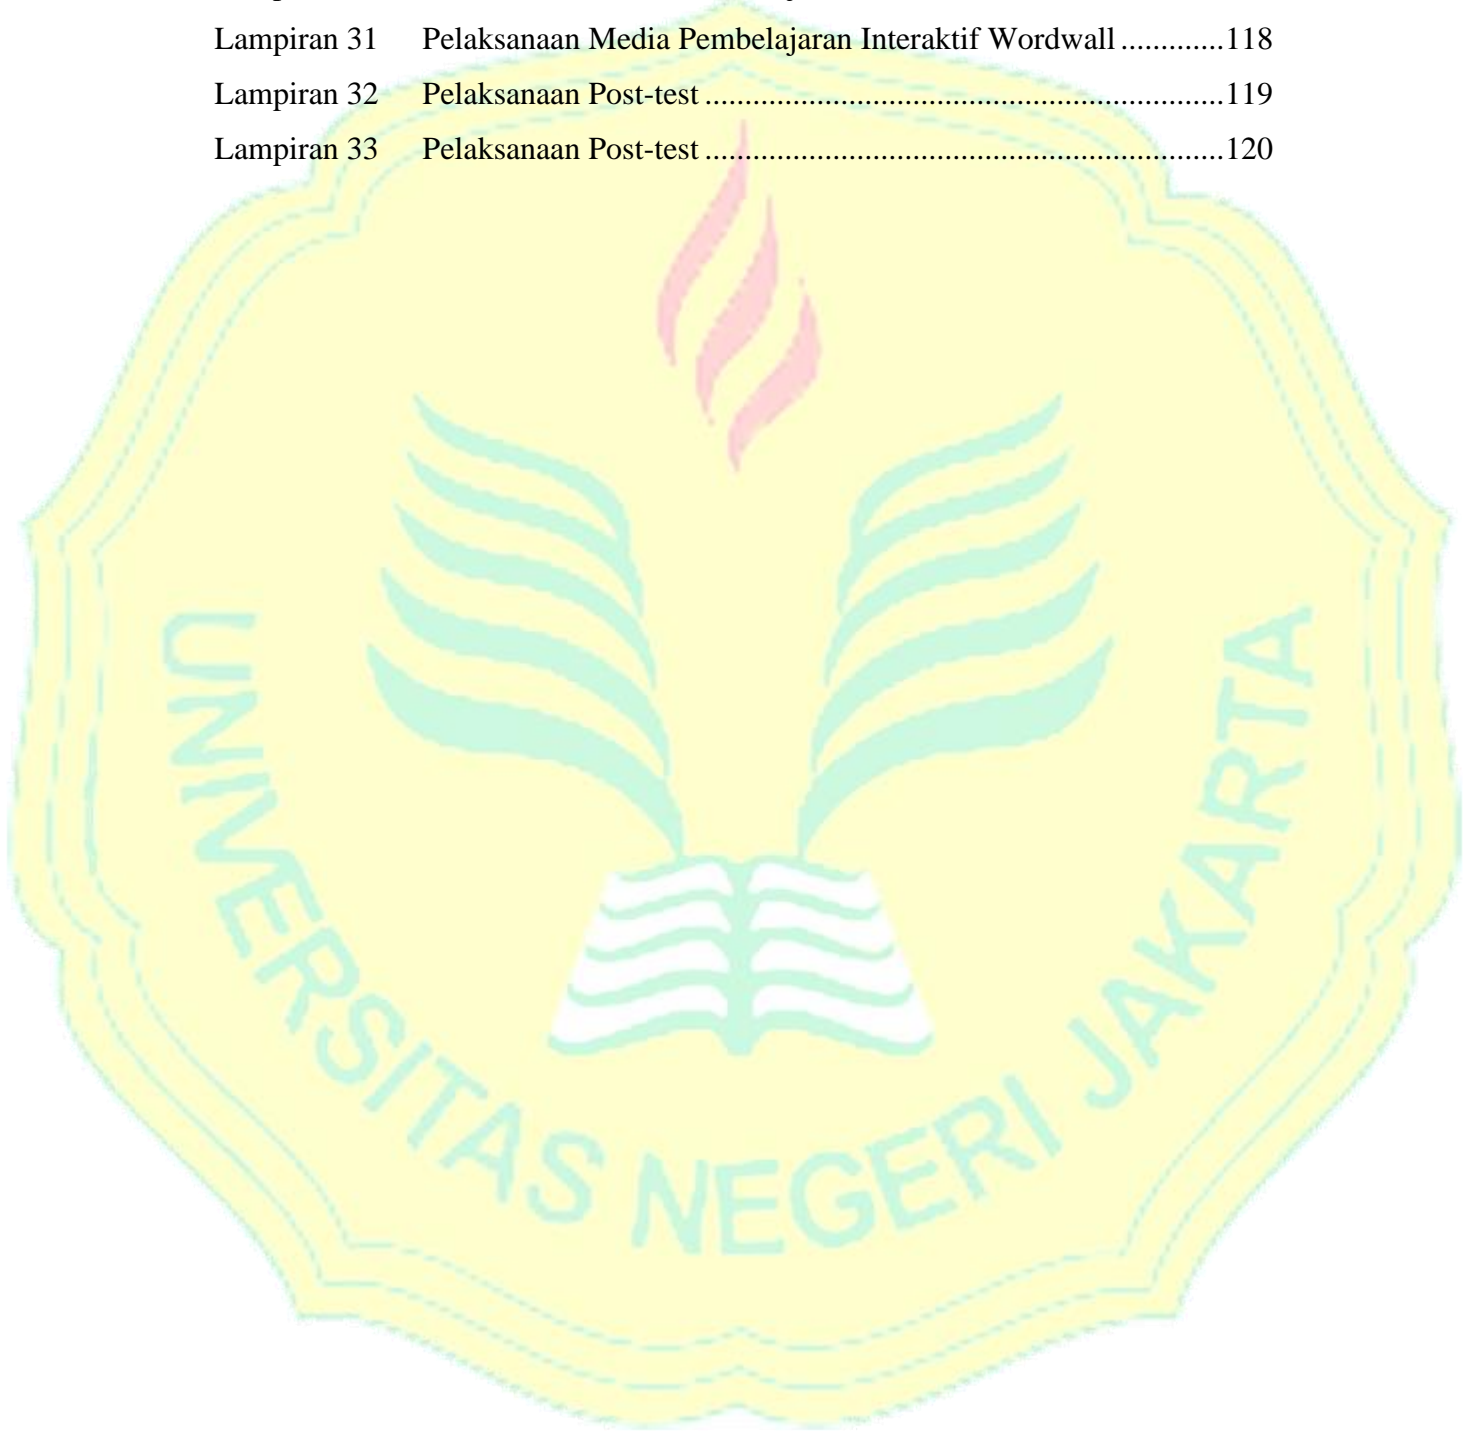 Lampiran 31 Pelaksanaan Media Pembelajaran Interaktif Wordwall .............118
Lampiran 32 Pelaksanaan Post-test ..................................................................119
Lampiran 33 Pelaksanaan Post-test ..................................................................120
UNIVERSITAS NEGERI JAKARTA